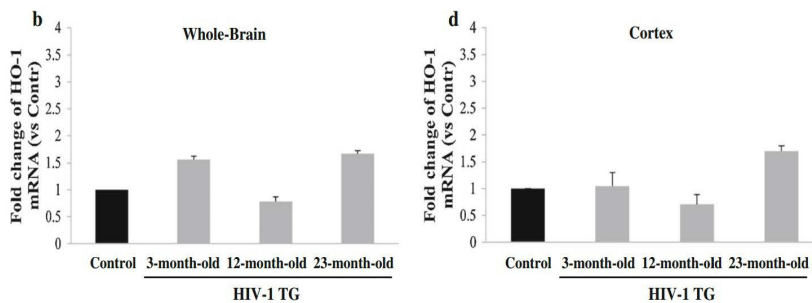 b
Whole-Brain
Fold change of HO-1
mRNA (vs Contr)
4
3.5
3
2.5
2
1.5
1
0.5
0
Control
3-month-old
12-month-old
23-month-old
HIV-1 TG
d
Cortex
Fold change of HO-1
mRNA (vs Contr)
4
3.5
3
2.5
2
1.5
1
0.5
0
Control
3-month-old
12-month-old
23-month-old
HIV-1 TG